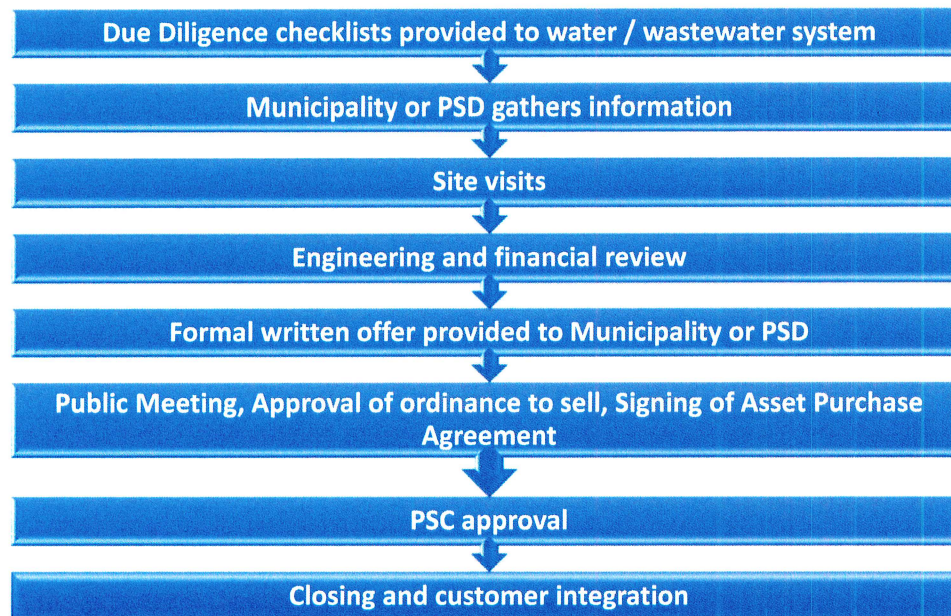 Due Diligence checklists provided to water / wastewater system
Municipality or PSD gathers information
Site visits
Engineering and financial review
Formal written offer provided to Municipality or PSD
Public Meeting, Approval of ordinance to sell, Signing of Asset Purchase
Agreement
PSC approval
Closing and customer integration